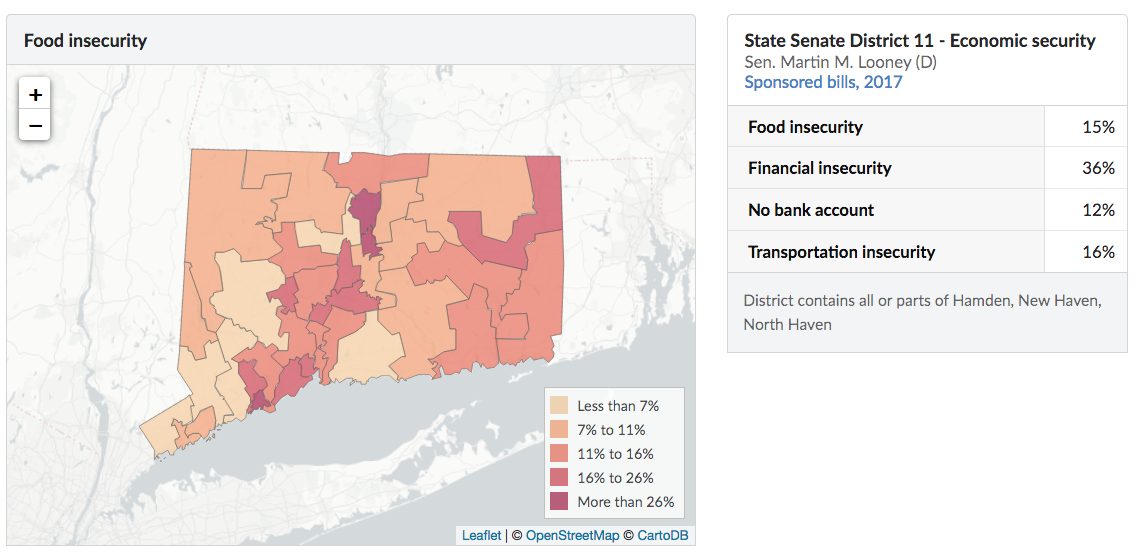 Food insecurity
+
−
Less than 7%
7% to 11%
11% to 16%
16% to 26%
More than 26%
Leaflet | © OpenStreetMap © CartoDB
State Senate District 11 - Economic security
Sen. Martin M. Looney (D)
Sponsored bills, 2017
Food insecurity 15%
Financial insecurity 36%
No bank account 12%
Transportation insecurity 16%
District contains all or parts of Hamden, New Haven,
North Haven